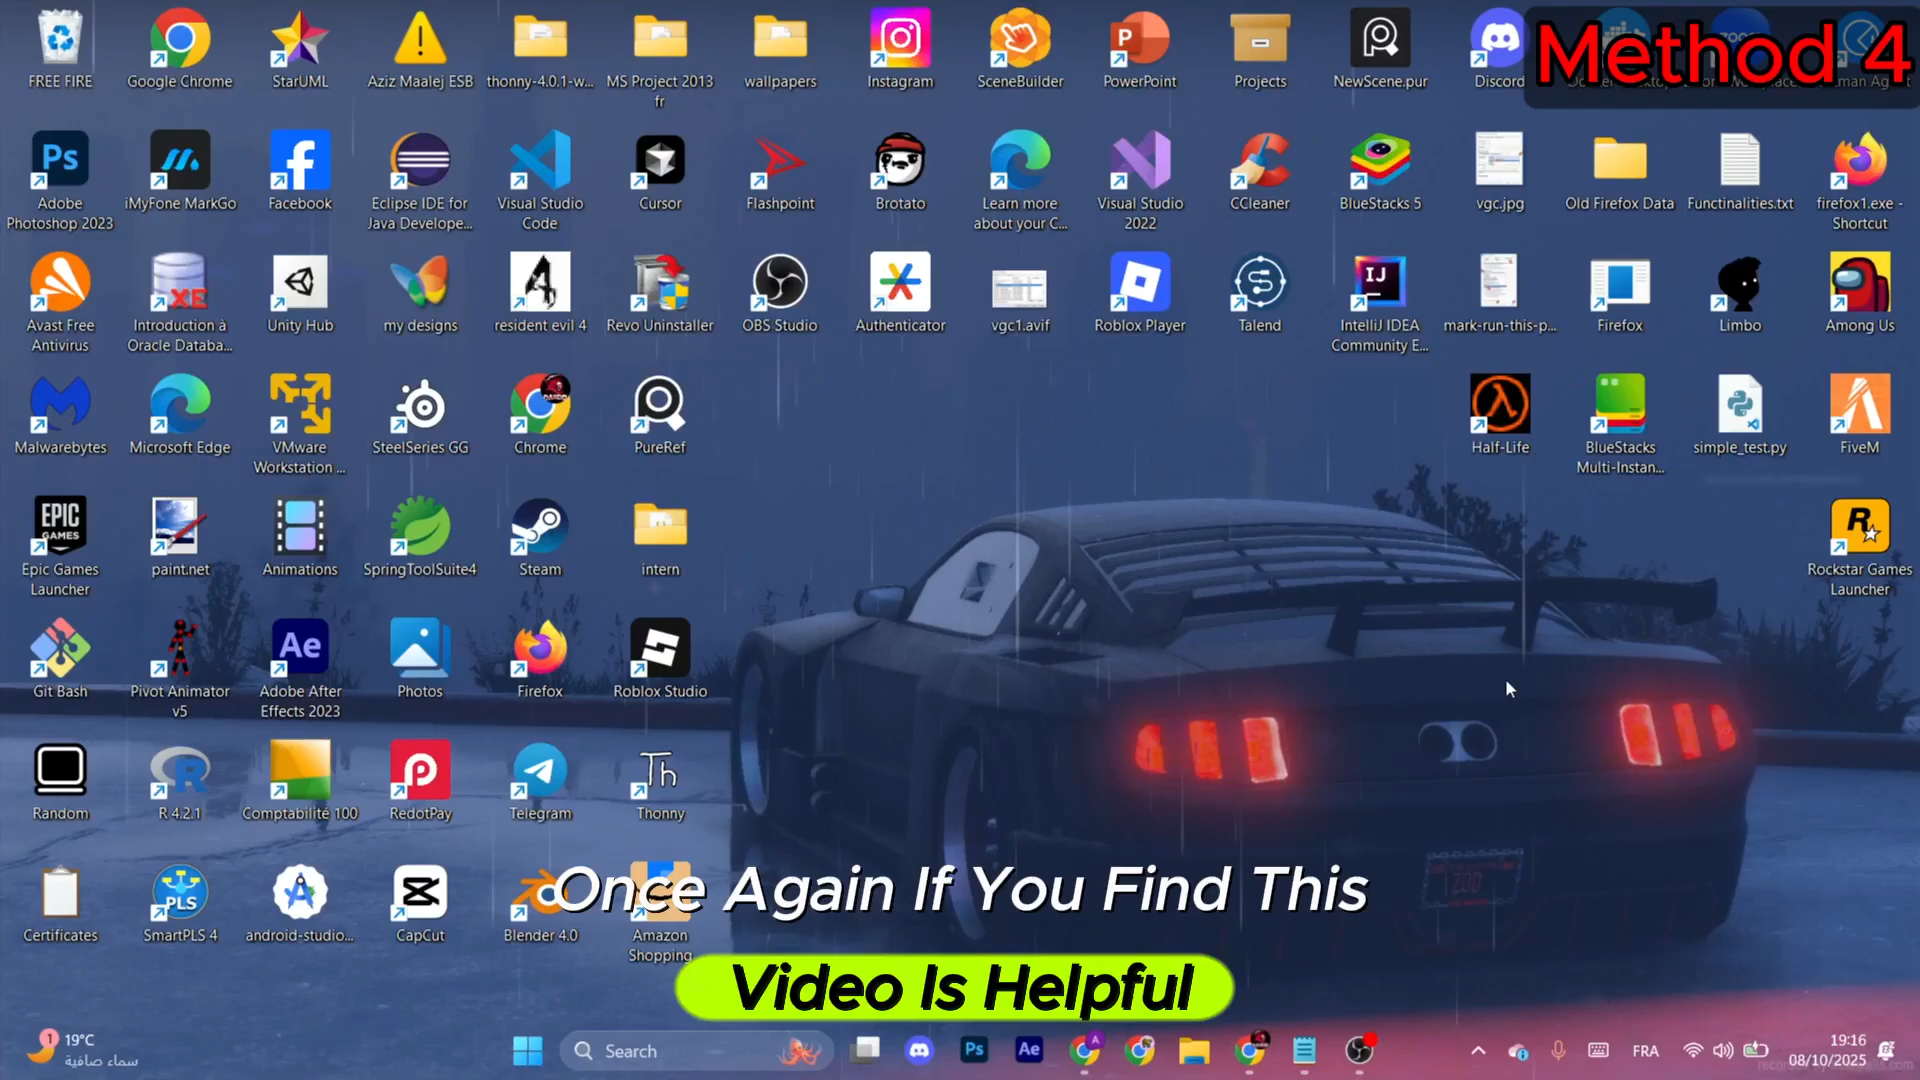 Method 4
FREE FIRE
Google Chrome
StarUML
Aziz Maalej ESB
thonny-4.0.1-w...
MS Project 2013
fr
wallpapers
Instagram
SceneBuilder
PowerPoint
Projects
NewScene.pur
Discord
Adobe
Photoshop 2023
iMyFone MarkGo
Facebook
Eclipse IDE for
Java Develope...
Visual Studio
Code
Cursor
Flashpoint
Brotato
Learn more
about your C...
Visual Studio
2022
CCleaner
BlueStacks 5
vgc.jpg
Old Firefox Data
Functinalities.txt
firefox1.exe -
Shortcut
Avast Free
Antivirus
Introduction à
Oracle Databa...
Unity Hub
my designs
resident evil 4
Revo Uninstaller
OBS Studio
Authenticator
vgc1.avif
Roblox Player
Talend
IntelliJ IDEA
Community E...
mark-run-this-p...
Firefox
Limbo
Among Us
Malwarebytes
Microsoft Edge
VMware
Workstation ...
SteelSeries GG
Chrome
PureRef
Half-Life
BlueStacks
Multi-Instan...
simple_test.py
FiveM
EPIC
GAMES
Epic Games
Launcher
paint.net
Animations
SpringToolSuite4
Steam
intern
Rockstar Games
Launcher
Git Bash
Pivot Animator
v5
Adobe After
Effects 2023
Photos
Firefox
Roblox Studio
Random
R 4.2.1
Comptabilité 100
RedotPay
Telegram
Thonny
Certificates
SmartPLS 4
android-studio...
CapCut
Blender 4.0
Amazon
Shopping
Once Again If You Find This
Video Is Helpful
19°C
سماء صافية
Search
FRA
19:16
08/10/2025